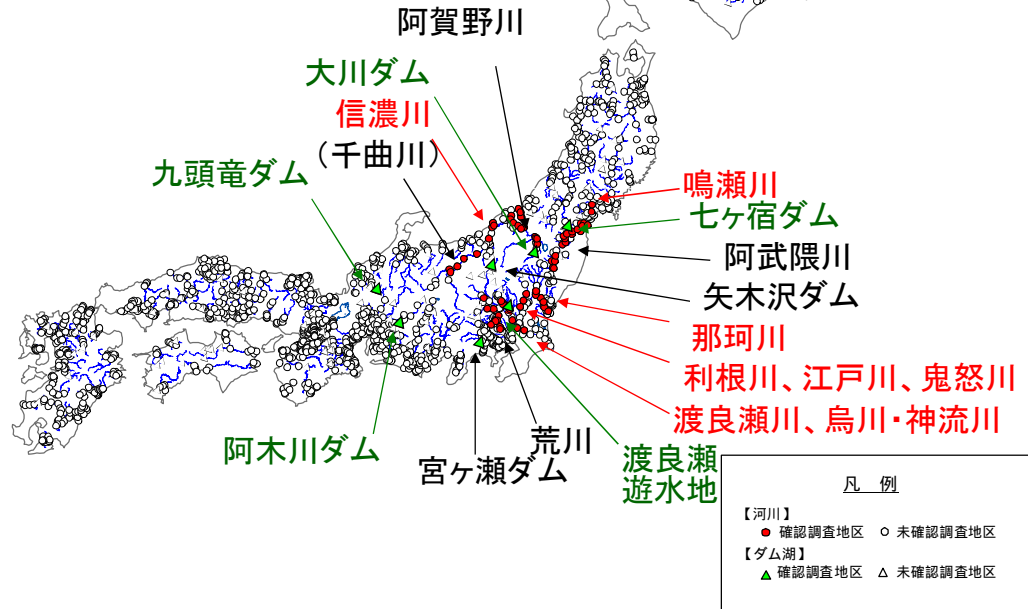 阿賀野川
大川ダム
信濃川
（千曲川）
九頭竜ダム
鳴瀬川
七ヶ宿ダム
阿武隈川
矢木沢ダム
那珂川
利根川、江戸川、鬼怒川
渡良瀬川、烏川・神流川
荒川
阿木川ダム
宮ヶ瀬ダム
渡良瀬
遊水地
凡　例
【河川】
確認調査地区 未確認調査地区
【ダム湖】
確認調査地区 未確認調査地区